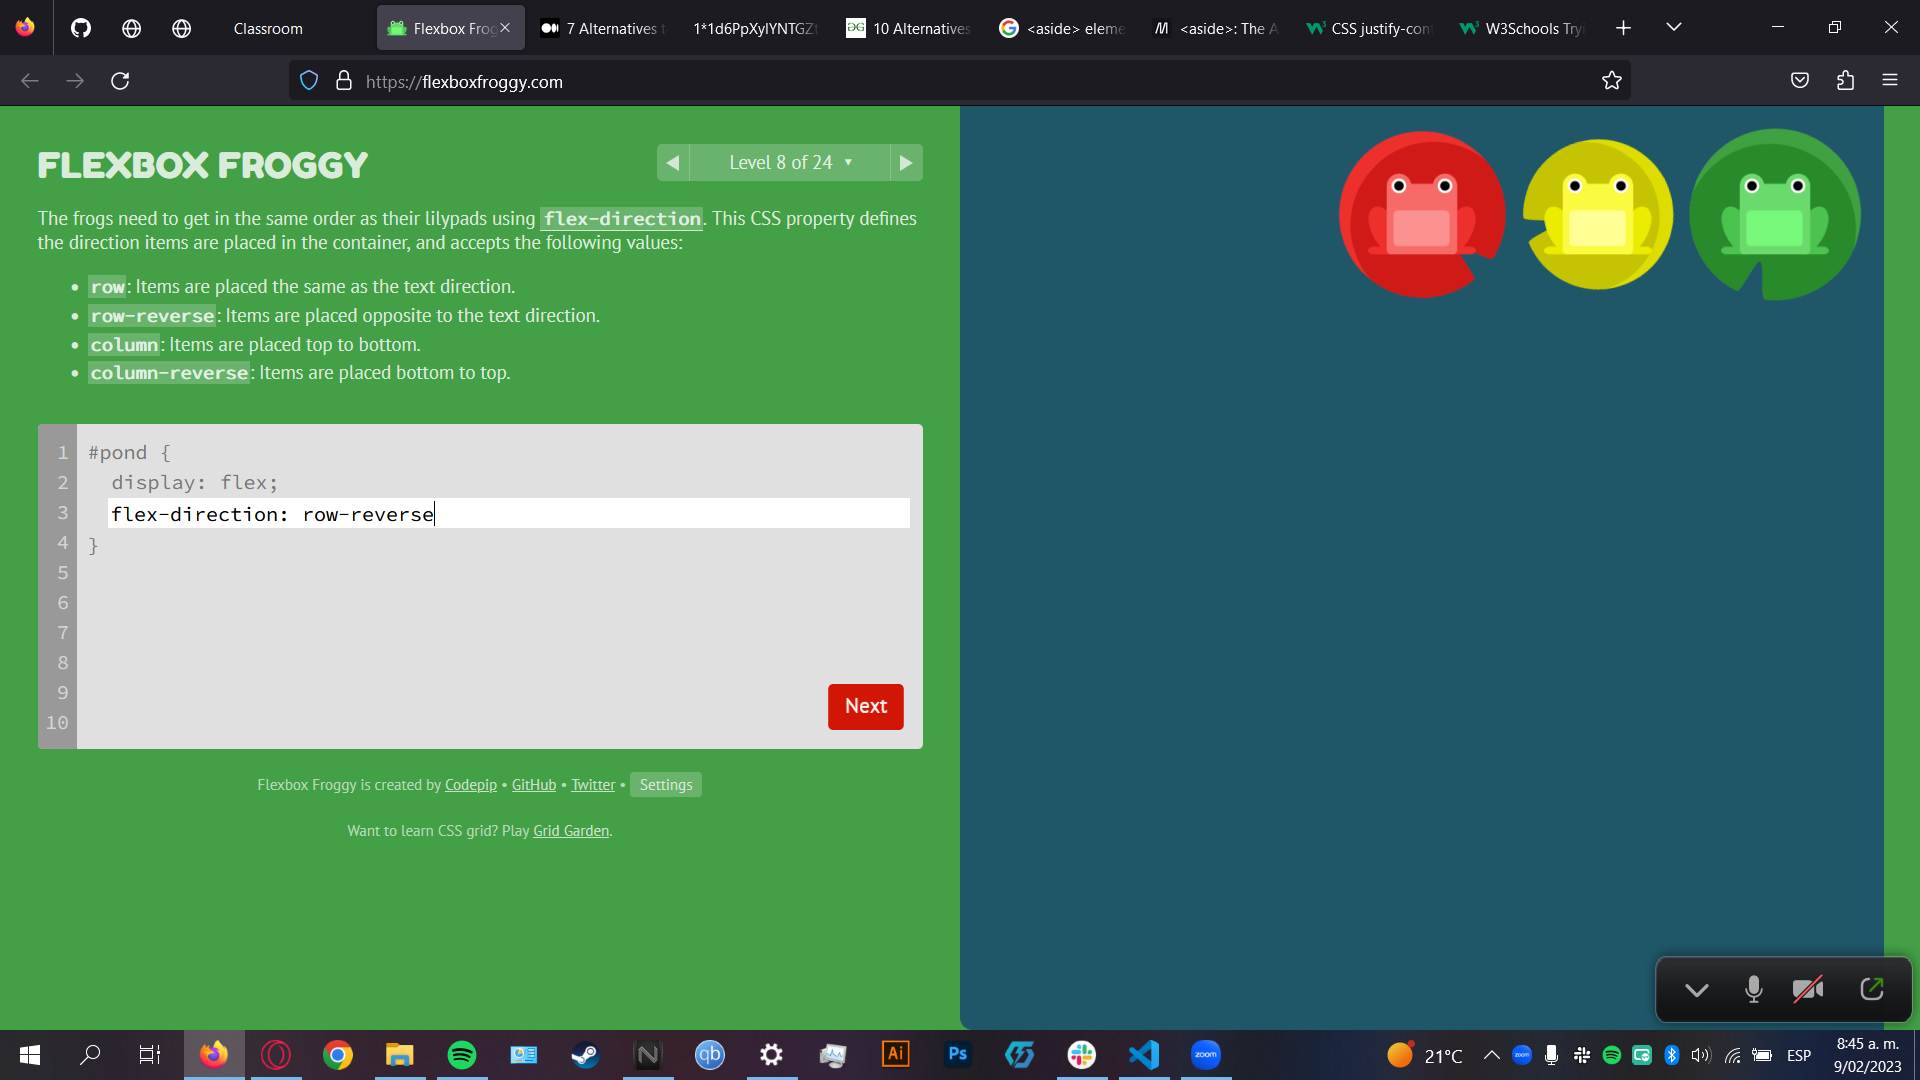 Classroom
Flexbox Frog
7 Alternatives t
1*1d6PpXylYNTGZt
10 Alternatives
<aside> eleme
<aside>: The A
CSS justify-con
W3Schools Tryi
https://flexboxfroggy.com
FLEXBOX FROGGY
Level 8 of 24
The frogs need to get in the same order as their lilypads using flex-direction. This CSS property defines
the direction items are placed in the container, and accepts the following values:
• row: Items are placed the same as the text direction.
• row-reverse: Items are placed opposite to the text direction.
• column: Items are placed top to bottom.
• column-reverse: Items are placed bottom to top.
1 #pond {
2 display: flex;
3 flex-direction: row-reverse
4 }
5
6
7
8
9
10
Next
Flexbox Froggy is created by Codepip • GitHub • Twitter • Settings
Want to learn CSS grid? Play Grid Garden.
N
qb
Ai
Ps
zoom
21°C
zoom
ESP
8:45 a. m.
9/02/2023